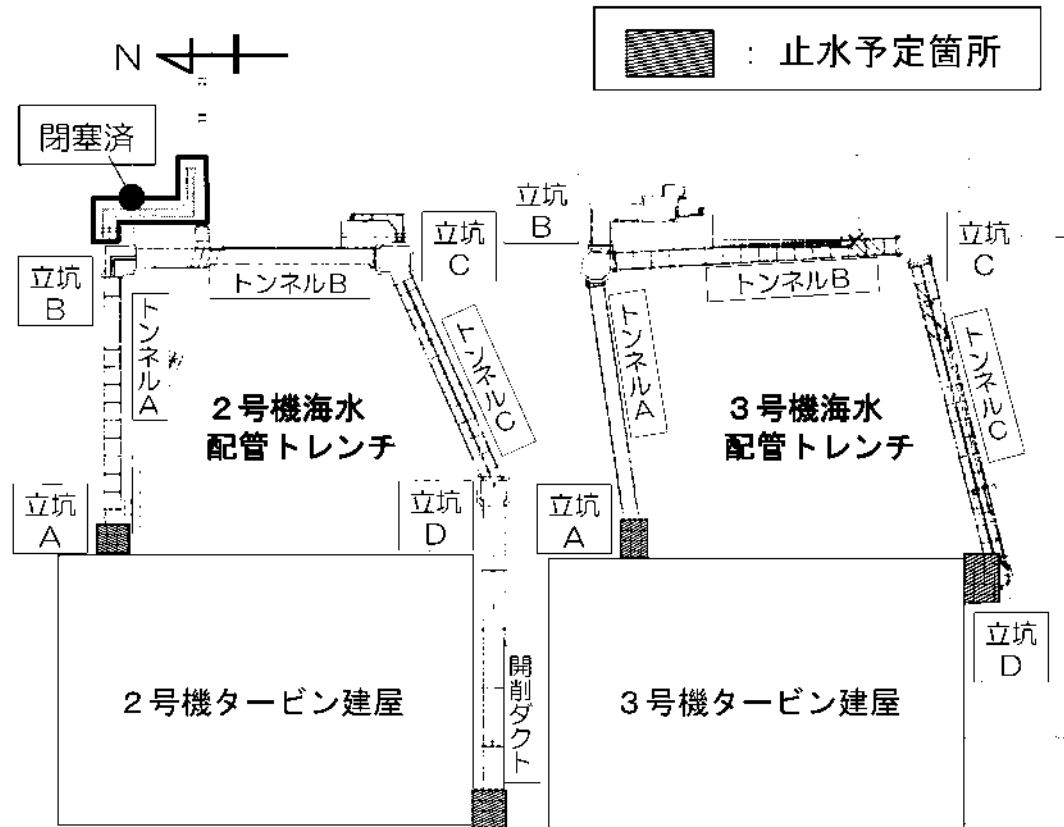 N
：止水予定箇所
閉塞済
立坑
B
立坑
C
立坑
B
立坑
C
トンネルB
トンネルB
トンネルA
トンネルC
トンネルA
トンネルC
2号機海水
配管トレンチ
3号機海水
配管トレンチ
立坑
A
立坑
D
立坑
A
立坑
D
2号機タービン建屋
開削ダクト
3号機タービン建屋